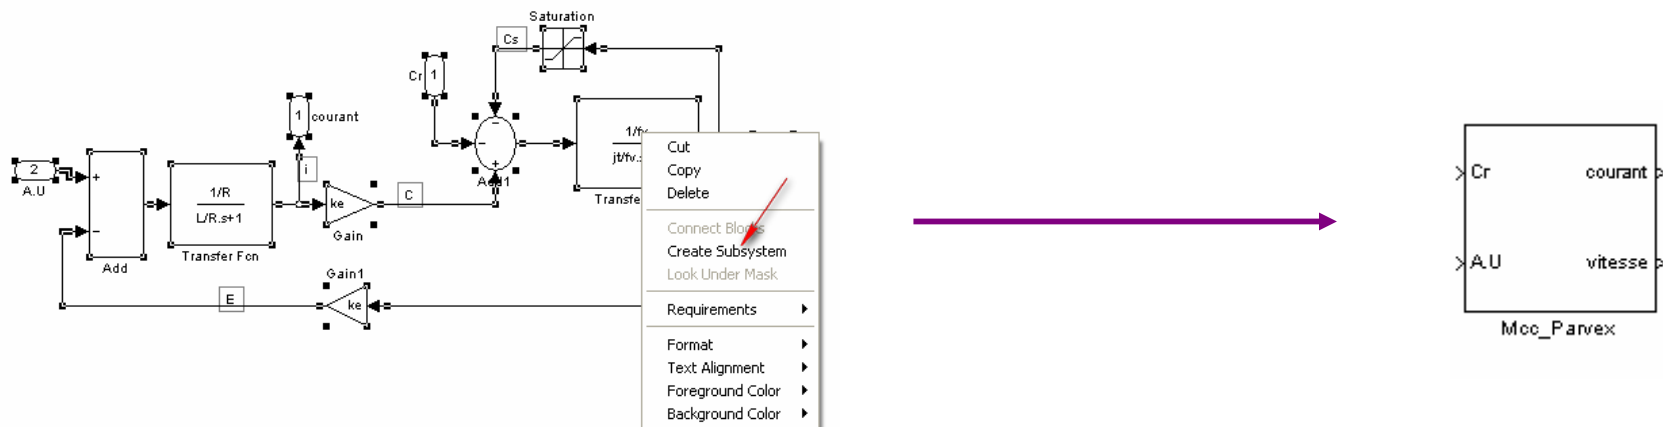 Saturation
Cs
Cr
1
1
courant
2
A.U
+
−
Add
1/R
L/R.s+1
Transfer Fcn
i
ke
Gain
C
−
−
+
Add1
1/fv
jt/fv.s
Transfe
Gain1
ke
E
Cut
Copy
Delete
Connect Blocks
Create Subsystem
Look Under Mask
Requirements
Format
Text Alignment
Foreground Color
Background Color
Cr
courant
A.U
vitesse
Mcc_Parvex